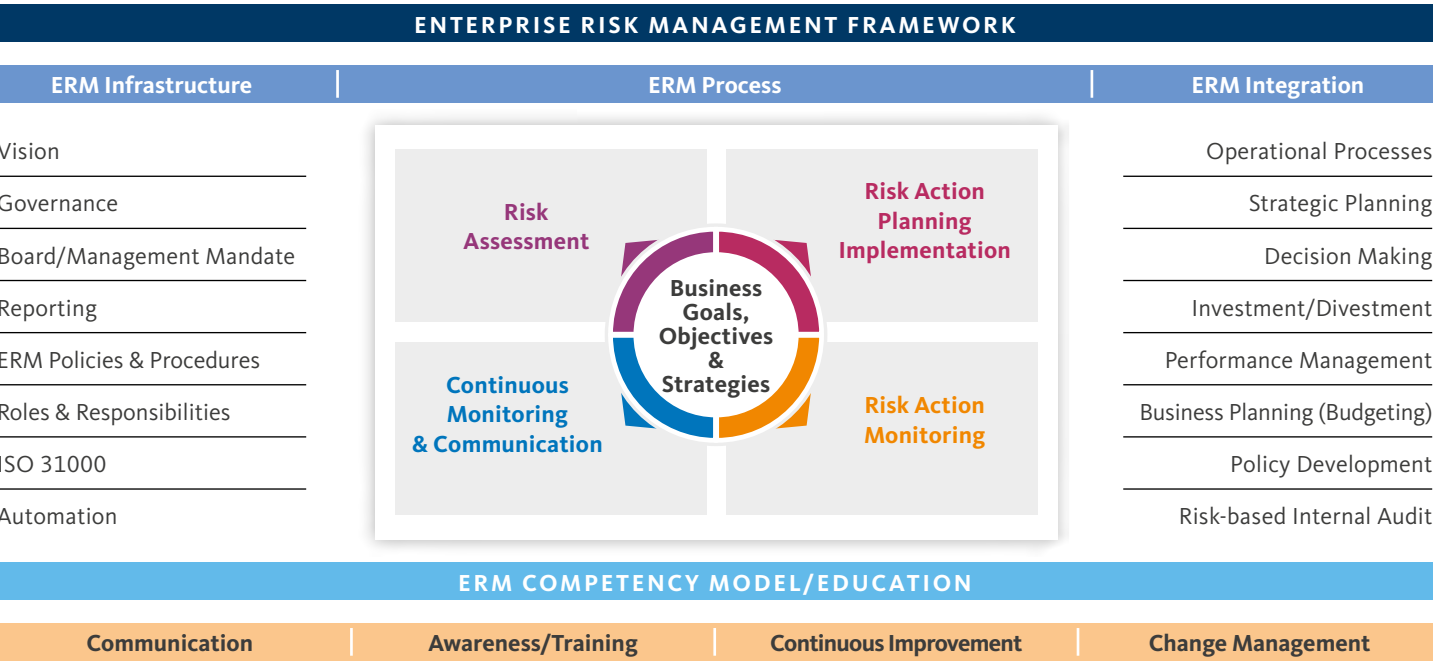 ENTERPRISE RISK MANAGEMENT FRAMEWORK
ERM Infrastructure
ERM Process
ERM Integration
Vision
Governance
Board/Management Mandate
Reporting
ERM Policies & Procedures
Roles & Responsibilities
ISO 31000
Automation
Risk
Assessment
Risk Action
Planning
Implementation
Business
Goals,
Objectives
&
Strategies
Continuous
Monitoring
& Communication
Risk Action
Monitoring
Operational Processes
Strategic Planning
Decision Making
Investment/Divestment
Performance Management
Business Planning (Budgeting)
Policy Development
Risk-based Internal Audit
ERM COMPETENCY MODEL/EDUCATION
Communication
Awareness/Training
Continuous Improvement
Change Management